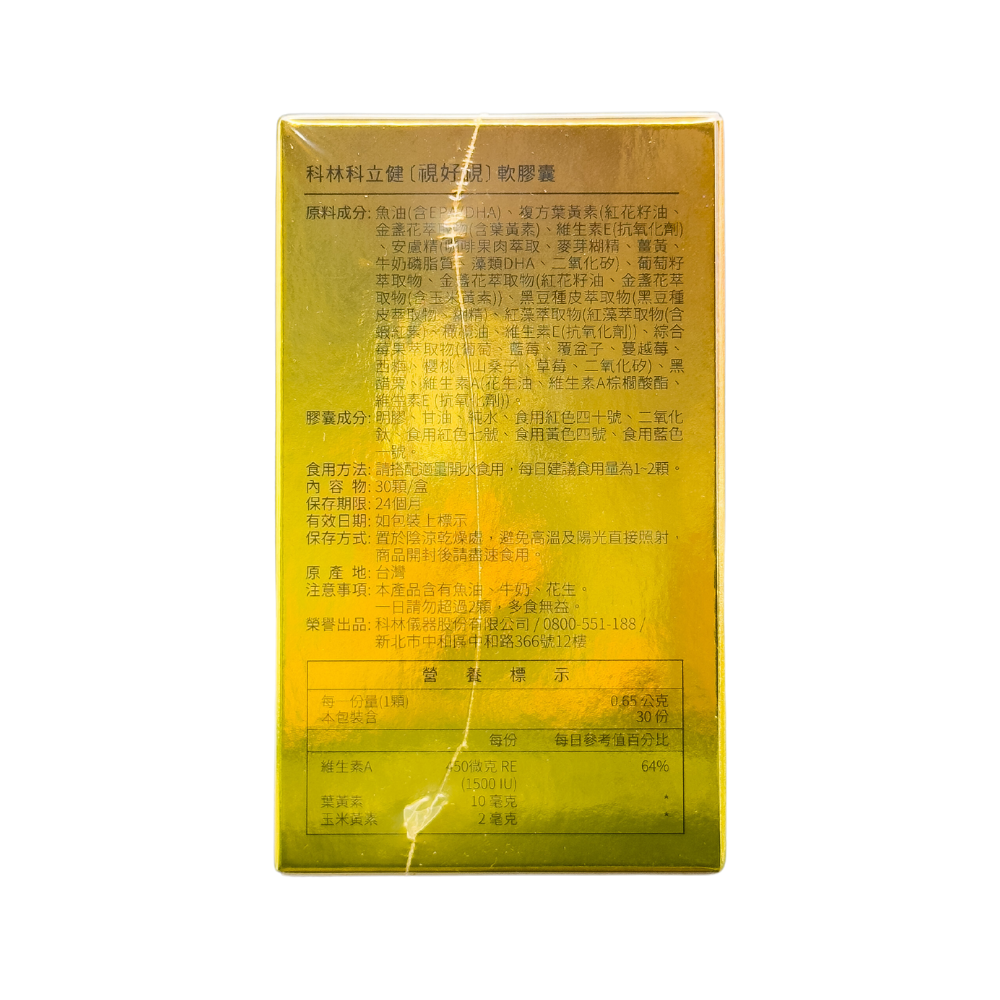 科林科立健〔視好視〕軟膠囊
原料成分: 魚油(含EPA/DHA)、複方葉黃素(紅花籽油、
金盞花萃取物(含葉黃素)、維生素E(抗氧化劑)
、安慮精(咖啡果肉萃取、麥芽糊精、薑黃、
牛奶磷脂質、藻類DHA、二氧化矽)、葡萄籽
萃取物、金盞花萃取物(紅花籽油、金盞花萃
取物(含玉米黃素)}、黑豆種皮萃取物(黑豆種
皮萃取物、糊精)、紅藻萃取物(紅藻萃取物(含
蝦紅素)、橄欖油、維生素E(抗氧化劑))、綜合
莓果萃取物(葡萄、藍莓、覆盆子、蔓越莓、
西梅、櫻桃、山桑子、草莓、二氧化矽)、黑
醋栗、維生素A(花生油、維生素A棕櫚酸酯、
維生素E (抗氧化劑))。
膠囊成分: 明膠、甘油、純水、食用紅色四十號、二氧化
鈦、食用紅色七號、食用黃色四號、食用藍色
一號。
食用方法: 請搭配適量開水食用，每日建議食用量為1~2顆。
內 容 物: 30顆/盒
保存期限: 24個月
有效日期: 如包裝上標示
保存方式: 置於陰涼乾燥處，避免高溫及陽光直接照射，
商品開封後請盡速食用。
原 產 地: 台灣
注意事項: 本產品含有魚油、牛奶、花生。
一日請勿超過2顆，多食無益。
榮譽出品: 科林儀器股份有限公司 / 0800-551-188 /
新北市中和區中和路366號12樓
營 養 標 示
每一份量(1顆) 0.65 公克
本包裝含 30 份
每份 每日參考值百分比
維生素A 450微克 RE 64%
(1500 IU)
葉黃素 10 毫克 *
玉米黃素 2 毫克 *